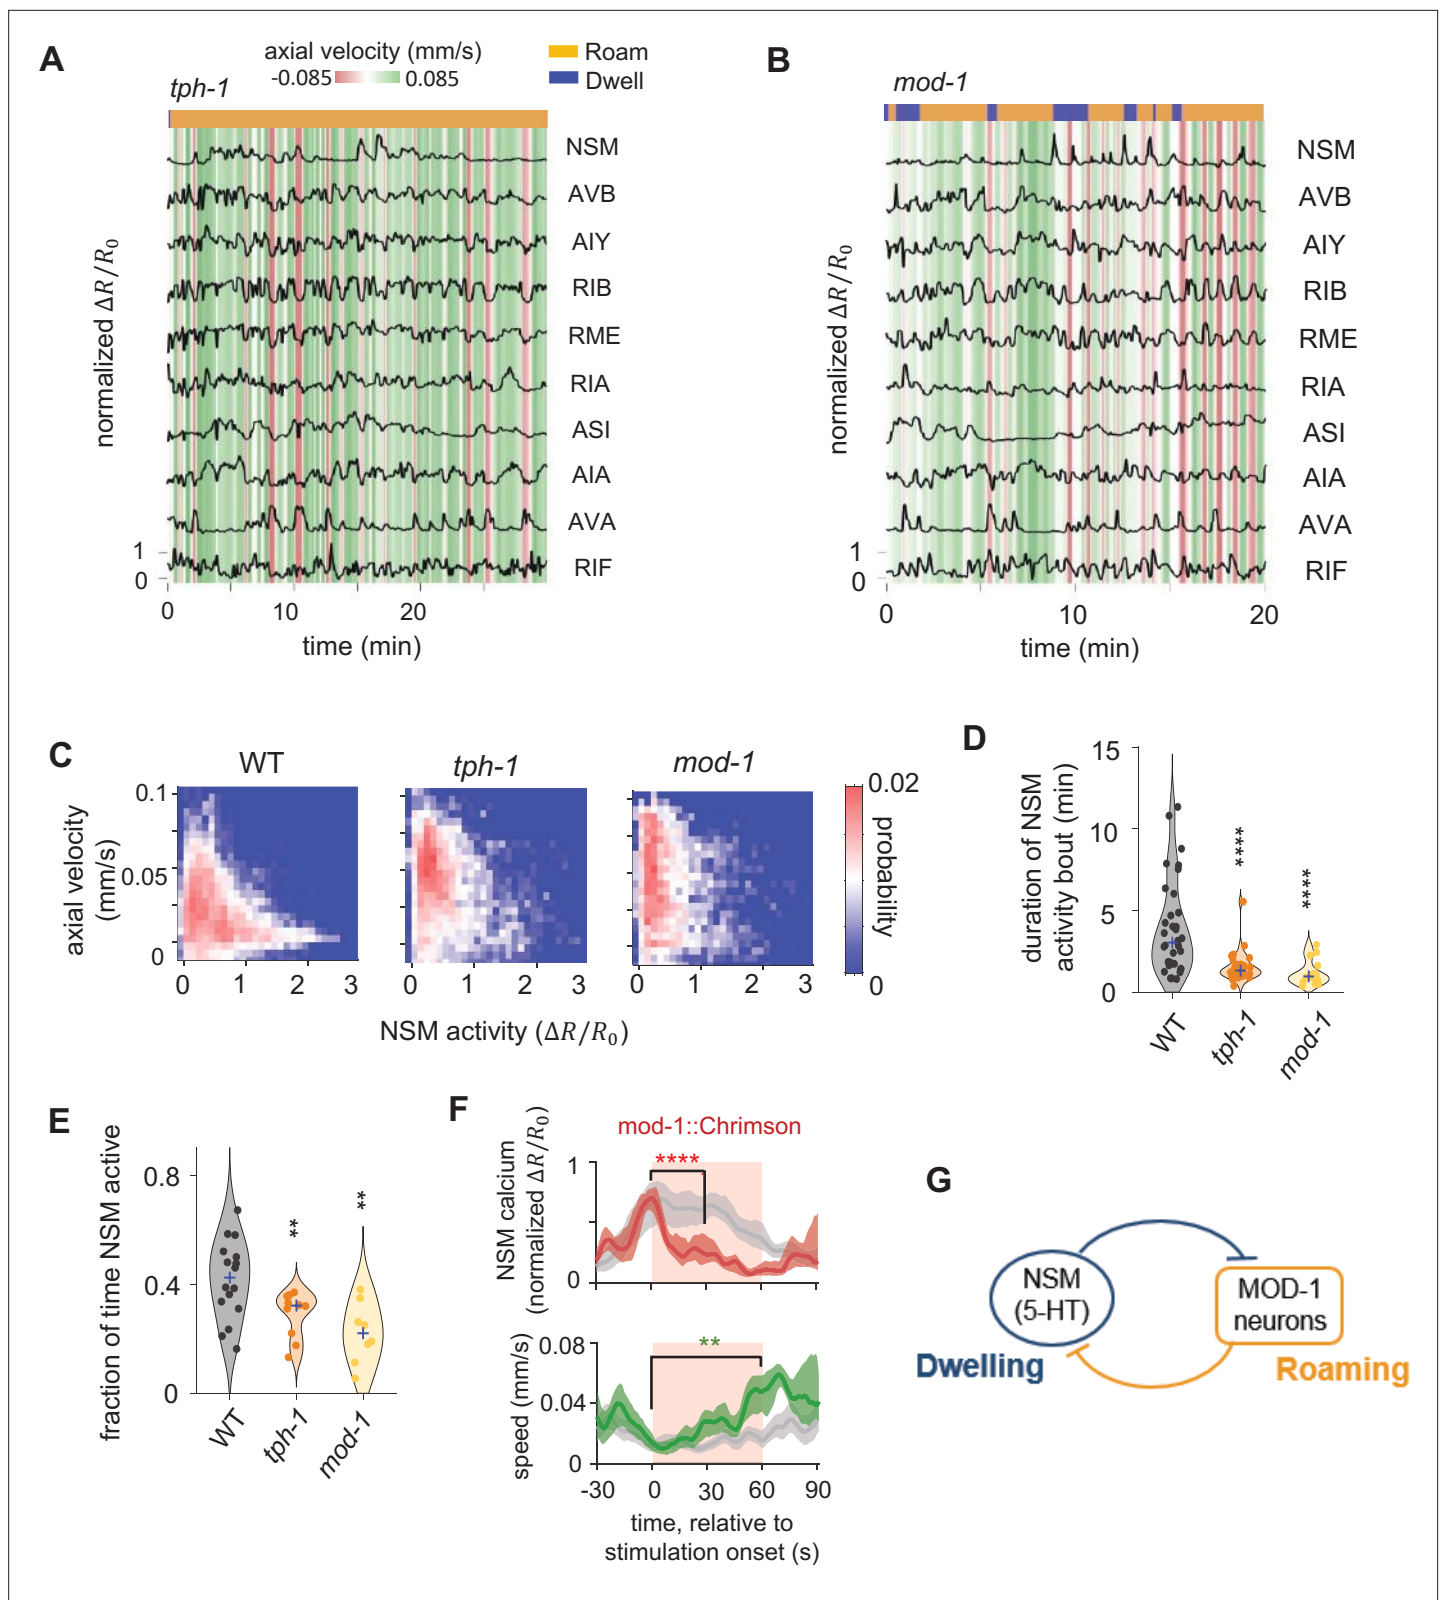 A
axial velocity (mm/s)
-0.085 0.085
Roam
Dwell
tph-1
normalized ΔR/R0
NSM
AVB
AIY
RIB
RME
RIA
ASI
AIA
AVA
RIF
1
0
0 10 20
time (min)
B
mod-1
normalized ΔR/R0
NSM
AVB
AIY
RIB
RME
RIA
ASI
AIA
AVA
RIF
1
0
0 10 20
time (min)
C
WT tph-1 mod-1
axial velocity
(mm/s)
0.1
0.05
0
0 1 2 3
0 1 2 3
0 1 2 3
NSM activity (ΔR/R0)
0.02
probability
0
D
duration of NSM
activity bout (min)
15
10
5
0
****
****
WT tph-1 mod-1
E
fraction of time NSM active
0.8
0.4
0
**
**
WT tph-1 mod-1
F
mod-1::Chrimson
NSM calcium
(normalized ΔR/R0)
1
0
****
speed (mm/s)
0.08
0.04
0
**
-30 0 30 60 90
time, relative to
stimulation onset (s)
G
NSM
(5-HT)
MOD-1
neurons
Dwelling
Roaming